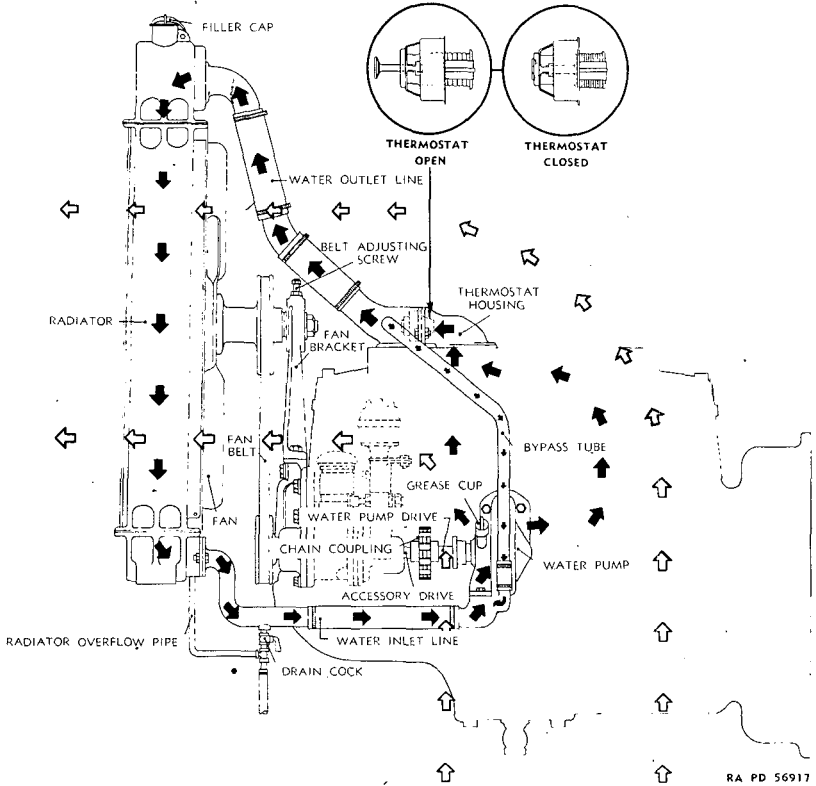 FILLER CAP
THERMOSTAT
OPEN
THERMOSTAT
CLOSED
WATER OUTLET LINE
BELT ADJUSTING
SCREW
THERMOSTAT
HOUSING
RADIATOR
FAN
BRACKET
FAN
BELT
BYPASS TUBE
GREASE CUP
FAN
WATER PUMP DRIVE
CHAIN COUPLING
WATER PUMP
ACCESSORY DRIVE
RADIATOR OVERFLOW PIPE
WATER INLET LINE
DRAIN COCK
RA PD 56917